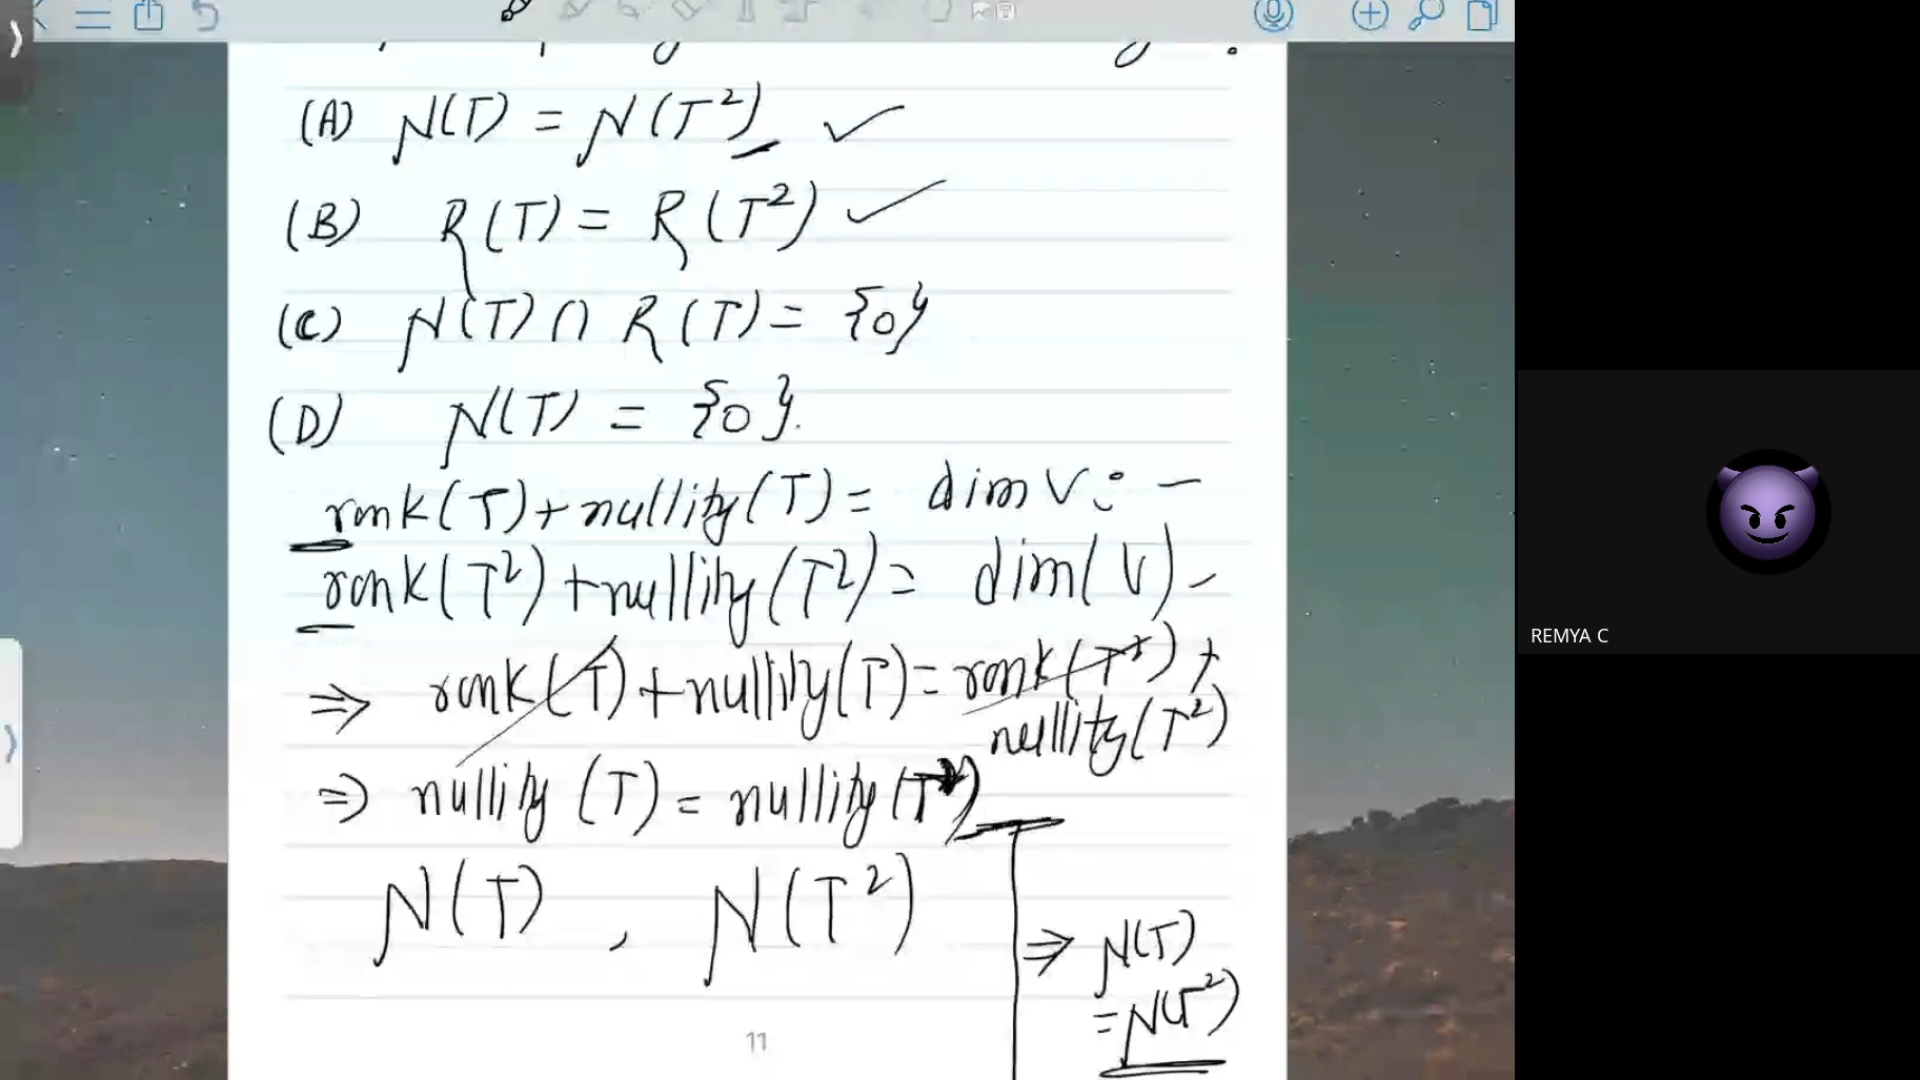 (A) N(T) = N(T²) ✓
(B) R(T) = R(T²) ✓
(C) N(T) ∩ R(T) = {0}
(D) N(T) = {0}.
rank(T) + nullity(T) = dim V : -
rank(T²) + nullity(T²) = dim(V) -
⇒ rank(T) + nullity(T) = rank(T²) +
nullity(T²)
⇒ nullity (T) = nullity (T²)
N(T) , N(T²)
⇒ N(T)
= N(T²)
11
REMYA C